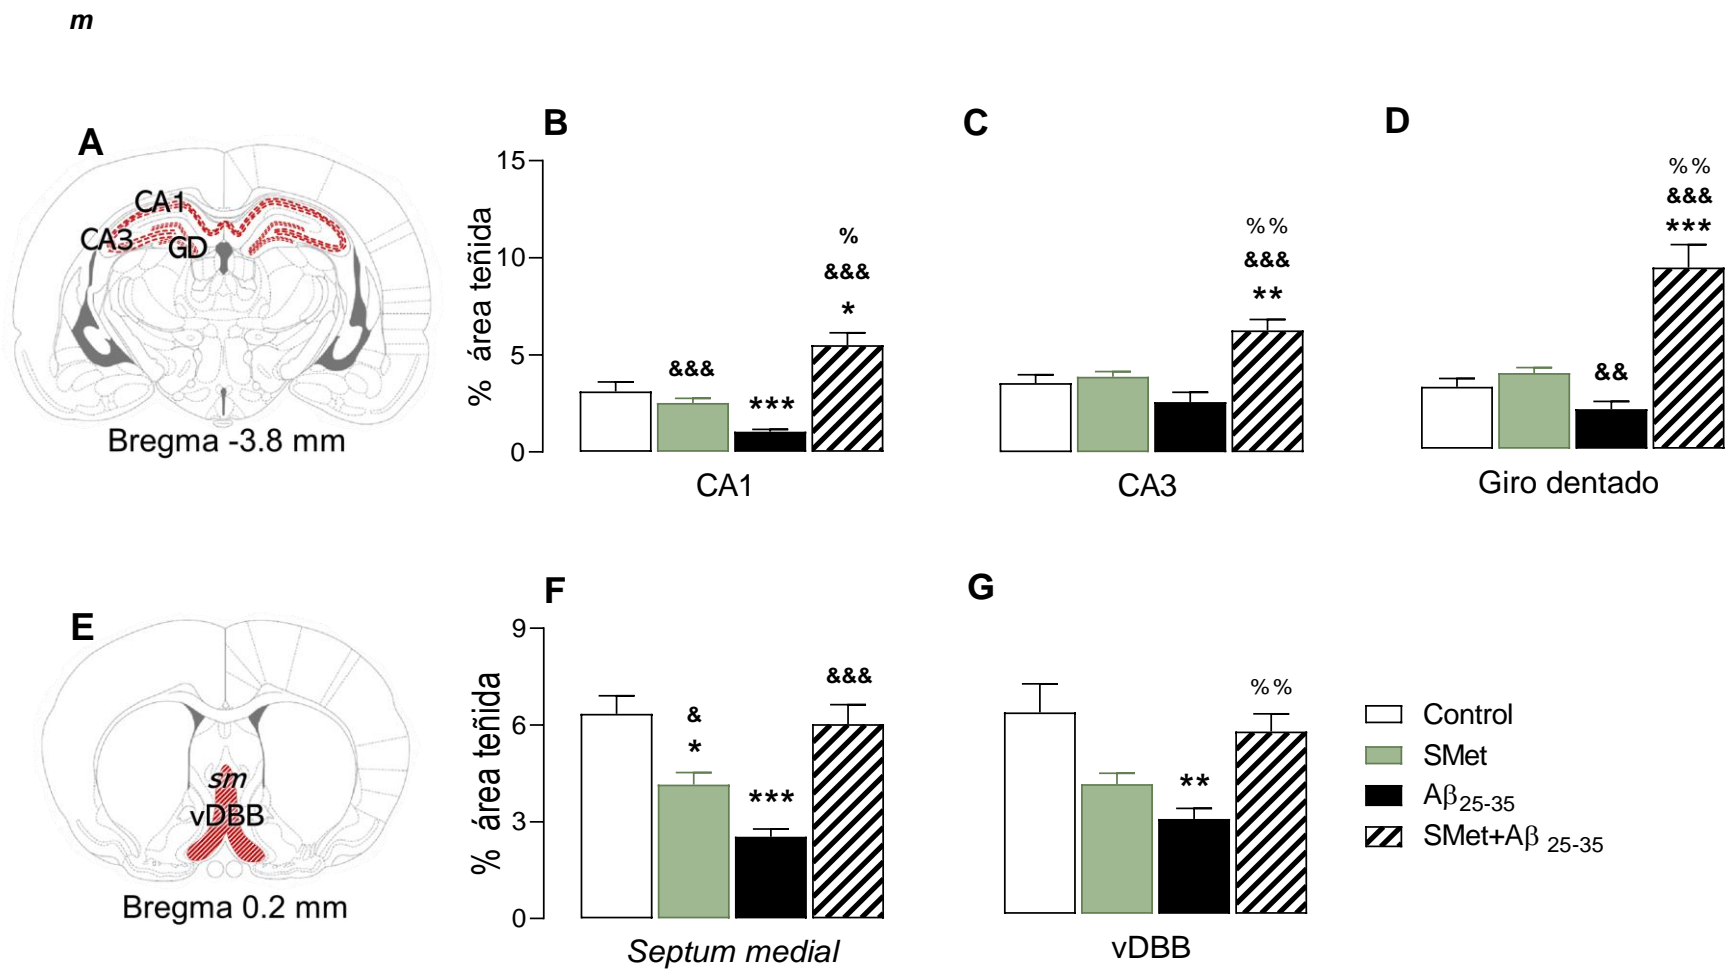 m
A
CA1
CA3
GD
Bregma -3.8 mm
B
% área teñida
15
10
5
0
&&&
***
%
&&&
*
CA1
C
%%
&&&
**
CA3
D
&&
%%
&&&
***
Giro dentado
E
sm
vDBB
Bregma 0.2 mm
F
% área teñida
9
6
3
0
&
*
***
&&&
Septum medial
G
**
%%
vDBB
Control
SMet
Aβ25-35
SMet+Aβ 25-35